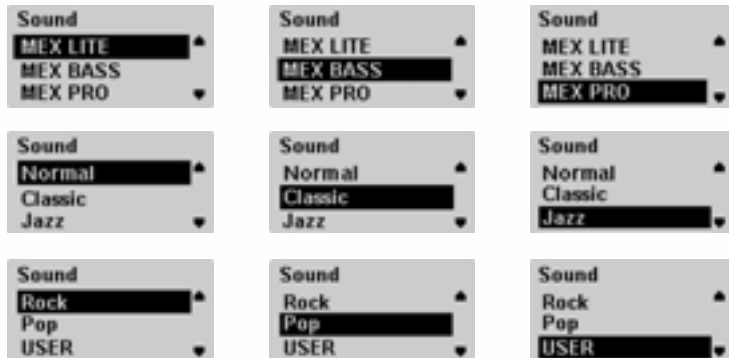 Sound
MEX LITE
MEX BASS
MEX PRO
Sound
MEX LITE
MEX BASS
MEX PRO
Sound
MEX LITE
MEX BASS
MEX PRO
Sound
Normal
Classic
Jazz
Sound
Normal
Classic
Jazz
Sound
Normal
Classic
Jazz
Sound
Rock
Pop
USER
Sound
Rock
Pop
USER
Sound
Rock
Pop
USER